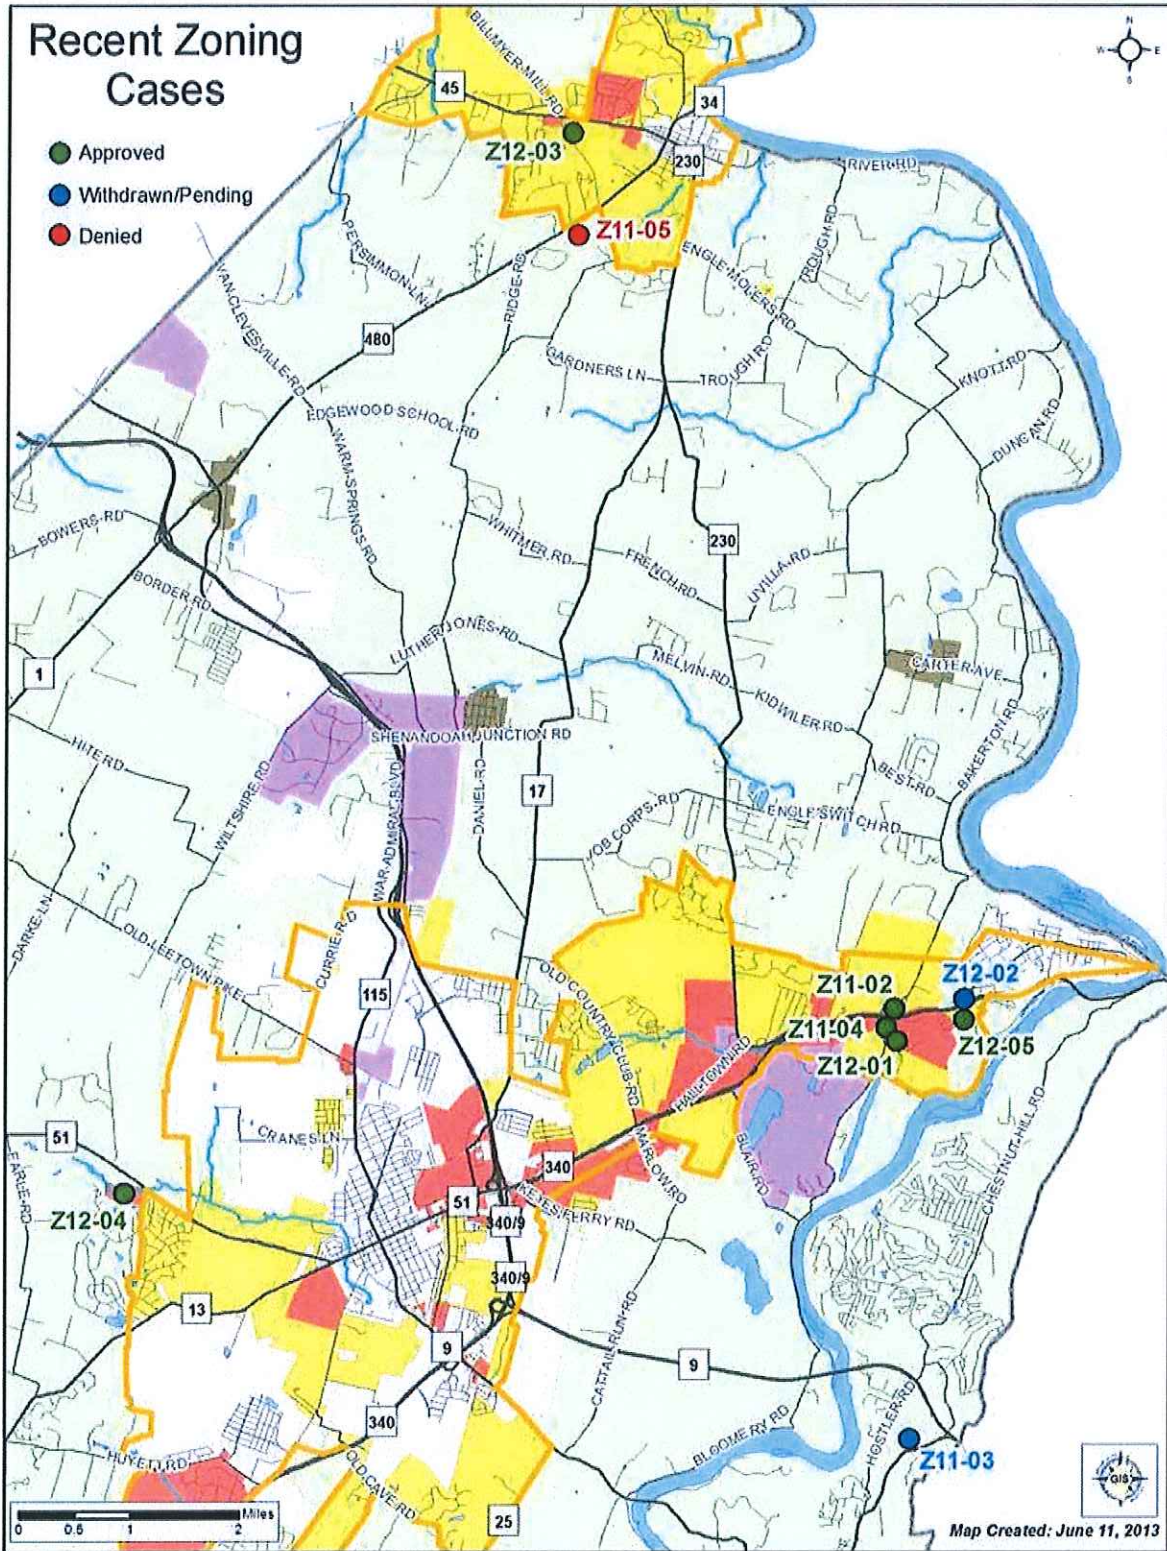 Recent Zoning
Cases
Approved
Withdrawn/Pending
Denied
N
W
E
S
BILLMYER MILL RD
45
34
Z12-03
230
RIVER RD
Z11-05
PERSIMMON LN
RIDGE RD
ENGLE MOLERS RD
TROUGH RD
VAN CLEVESVILLE RD
480
GARDNERS LN
TROUGH RD
KNOTT RD
EDGEWOOD SCHOOL RD
DUNCAN RD
WARM SPRINGS RD
BOWERS RD
WHITMER RD
230
FRENCH RD
UVILLA RD
BORDER RD
LUTHER JONES RD
1
MELVIN RD
CARTER AVE
KIDWILER RD
SHENANDOAH JUNCTION RD
BAKERTON RD
HITE RD
WILTSHIRE RD
WAR ADMIRAL BLVD
DANIEL RD
17
BEST RD
ENGLE SWITCH RD
JOB CORPS RD
DARKE LN
OLD LEETOWN PIKE
CURRIE RD
115
OLD COUNTRY CLUB RD
Z11-02
Z12-02
Z11-04
Z12-05
Z12-01
HALLTOWN RD
51
CRANES LN
MARLOW RD
BLAIR RD
CHESTNUT HILL RD
EARLE RD
340
51
KEYES FERRY RD
340/9
Z12-04
340/9
13
CATTAIL RUN RD
9
9
340
BLOOMERY RD
HOSTLER RD
Z11-03
HUYETT RD
OLD CAVE RD
25
GIS
0 0.5 1 2 Miles
Map Created: June 11, 2013